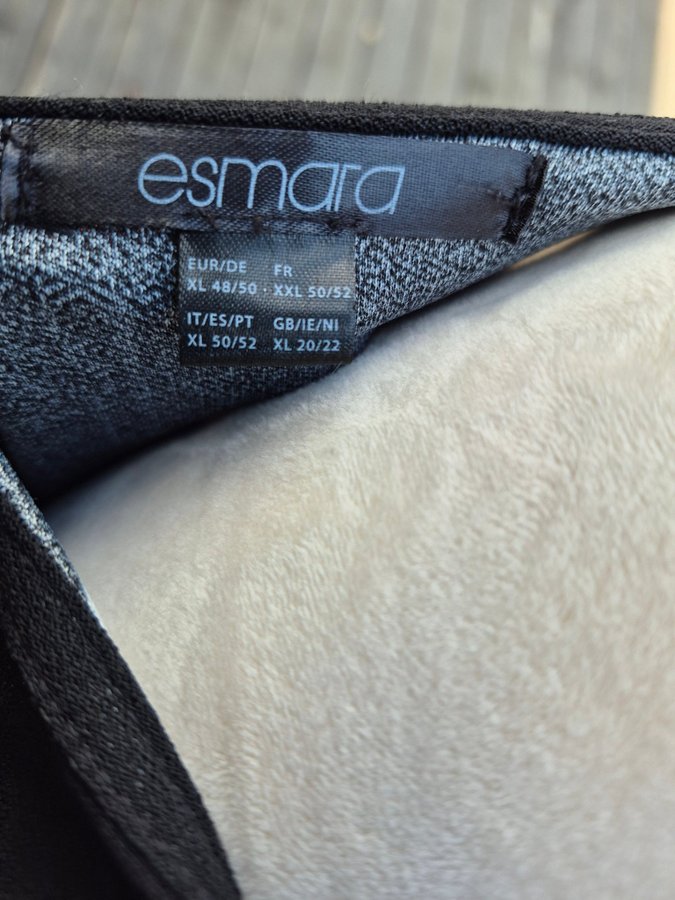 esmara
EUR/DE FR
XL 48/50 · XXL 50/52
IT/ES/PT GB/IE/NI
XL 50/52 XL 20/22